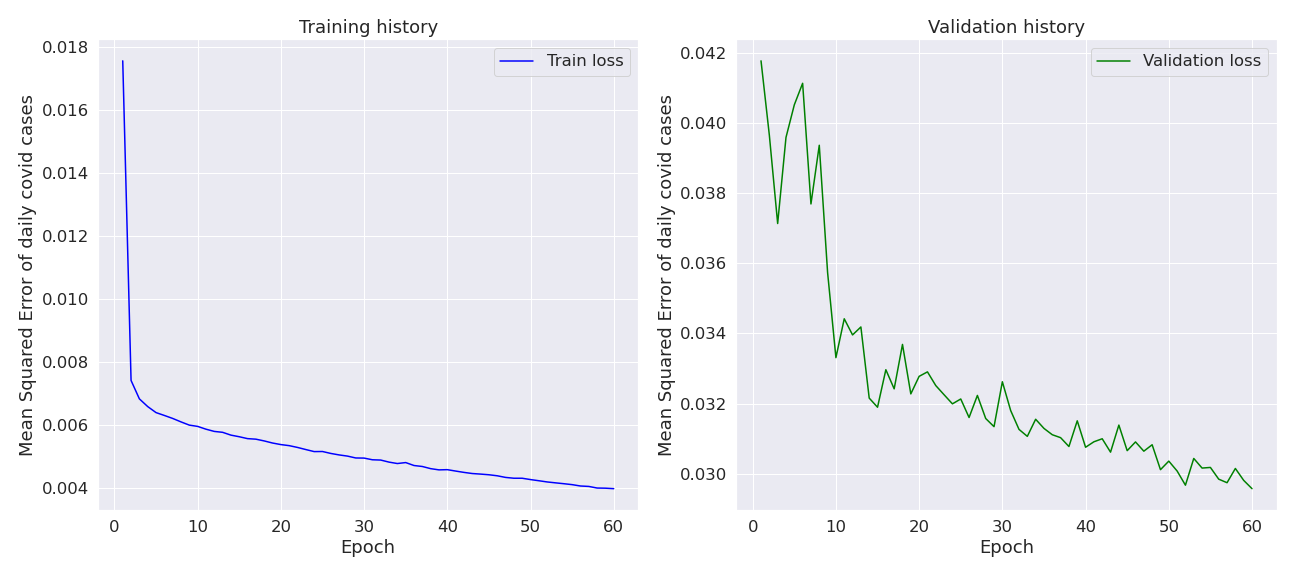 Training history
Train loss
Mean Squared Error of daily covid cases
0.018
0.016
0.014
0.012
0.010
0.008
0.006
0.004
0 10 20 30 40 50 60
Epoch
Validation history
Validation loss
Mean Squared Error of daily covid cases
0.042
0.040
0.038
0.036
0.034
0.032
0.030
0 10 20 30 40 50 60
Epoch